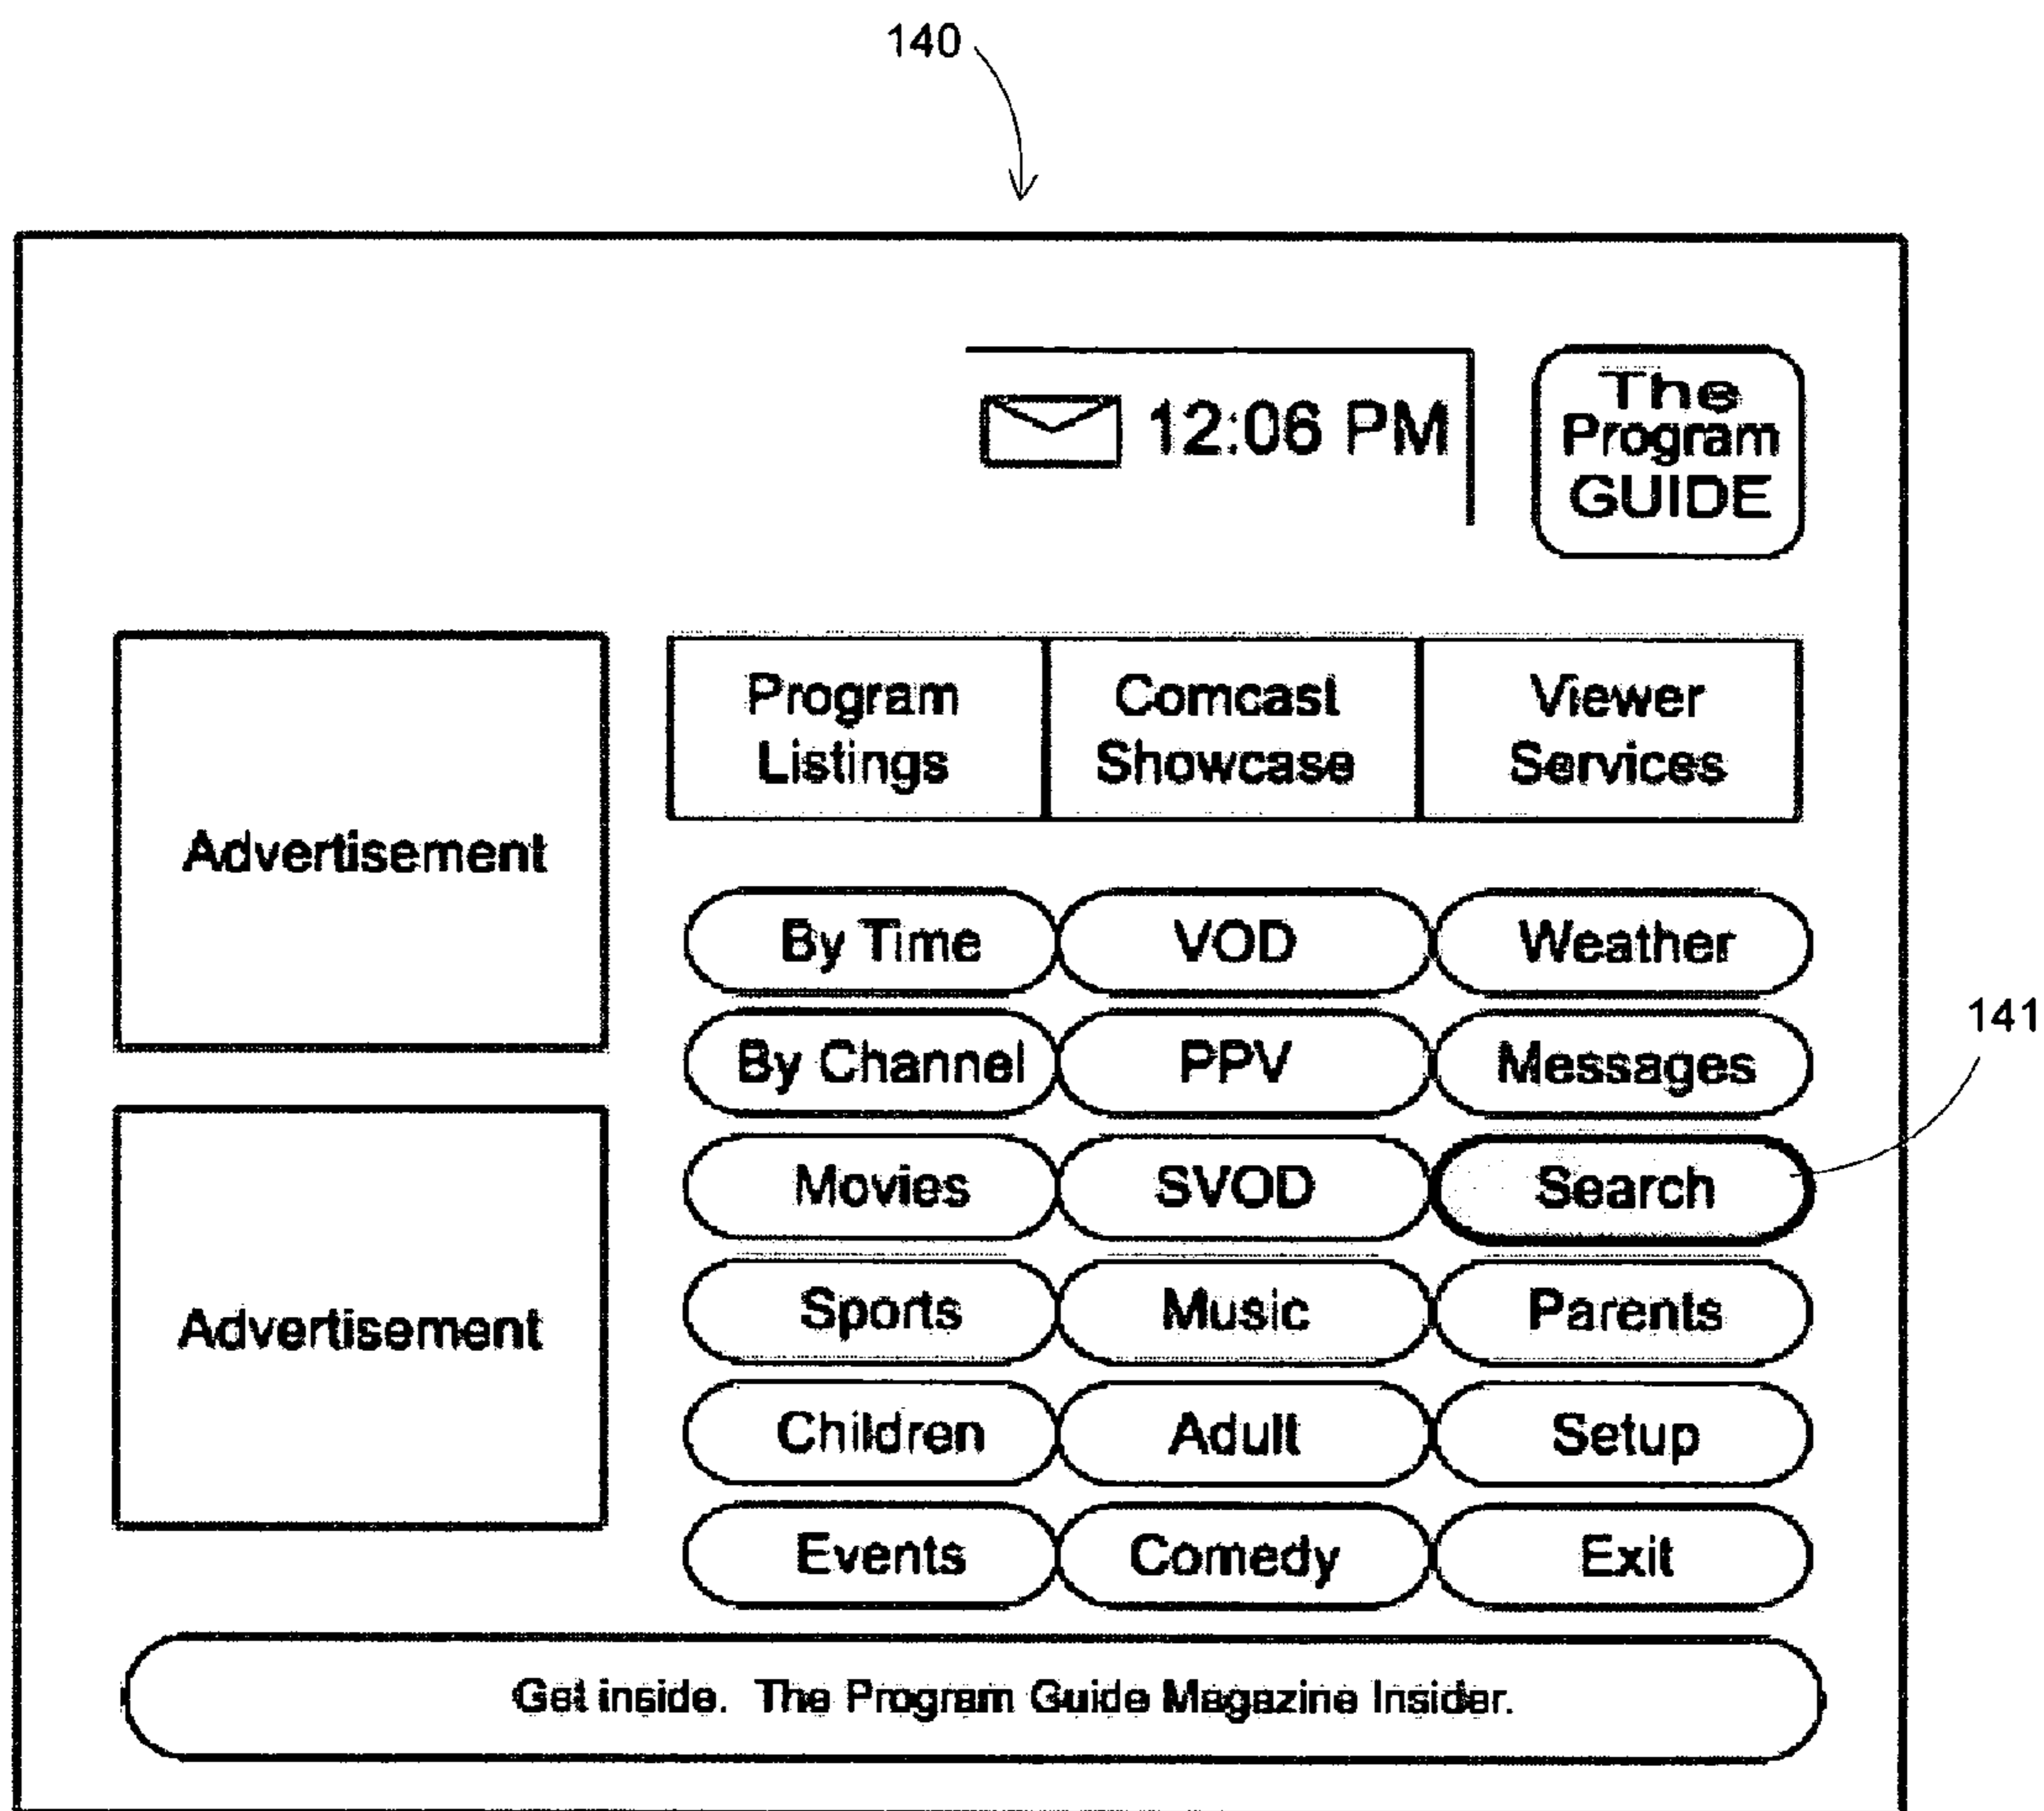 140
12:06 PM
The
Program
GUIDE
Program
Listings
Comcast
Showcase
Viewer
Services
Advertisement
By Time
VOD
Weather
141
By Channel
PPV
Messages
Movies
SVOD
Search
Advertisement
Sports
Music
Parents
Children
Adult
Setup
Events
Comedy
Exit
Get inside. The Program Guide Magazine Insider.